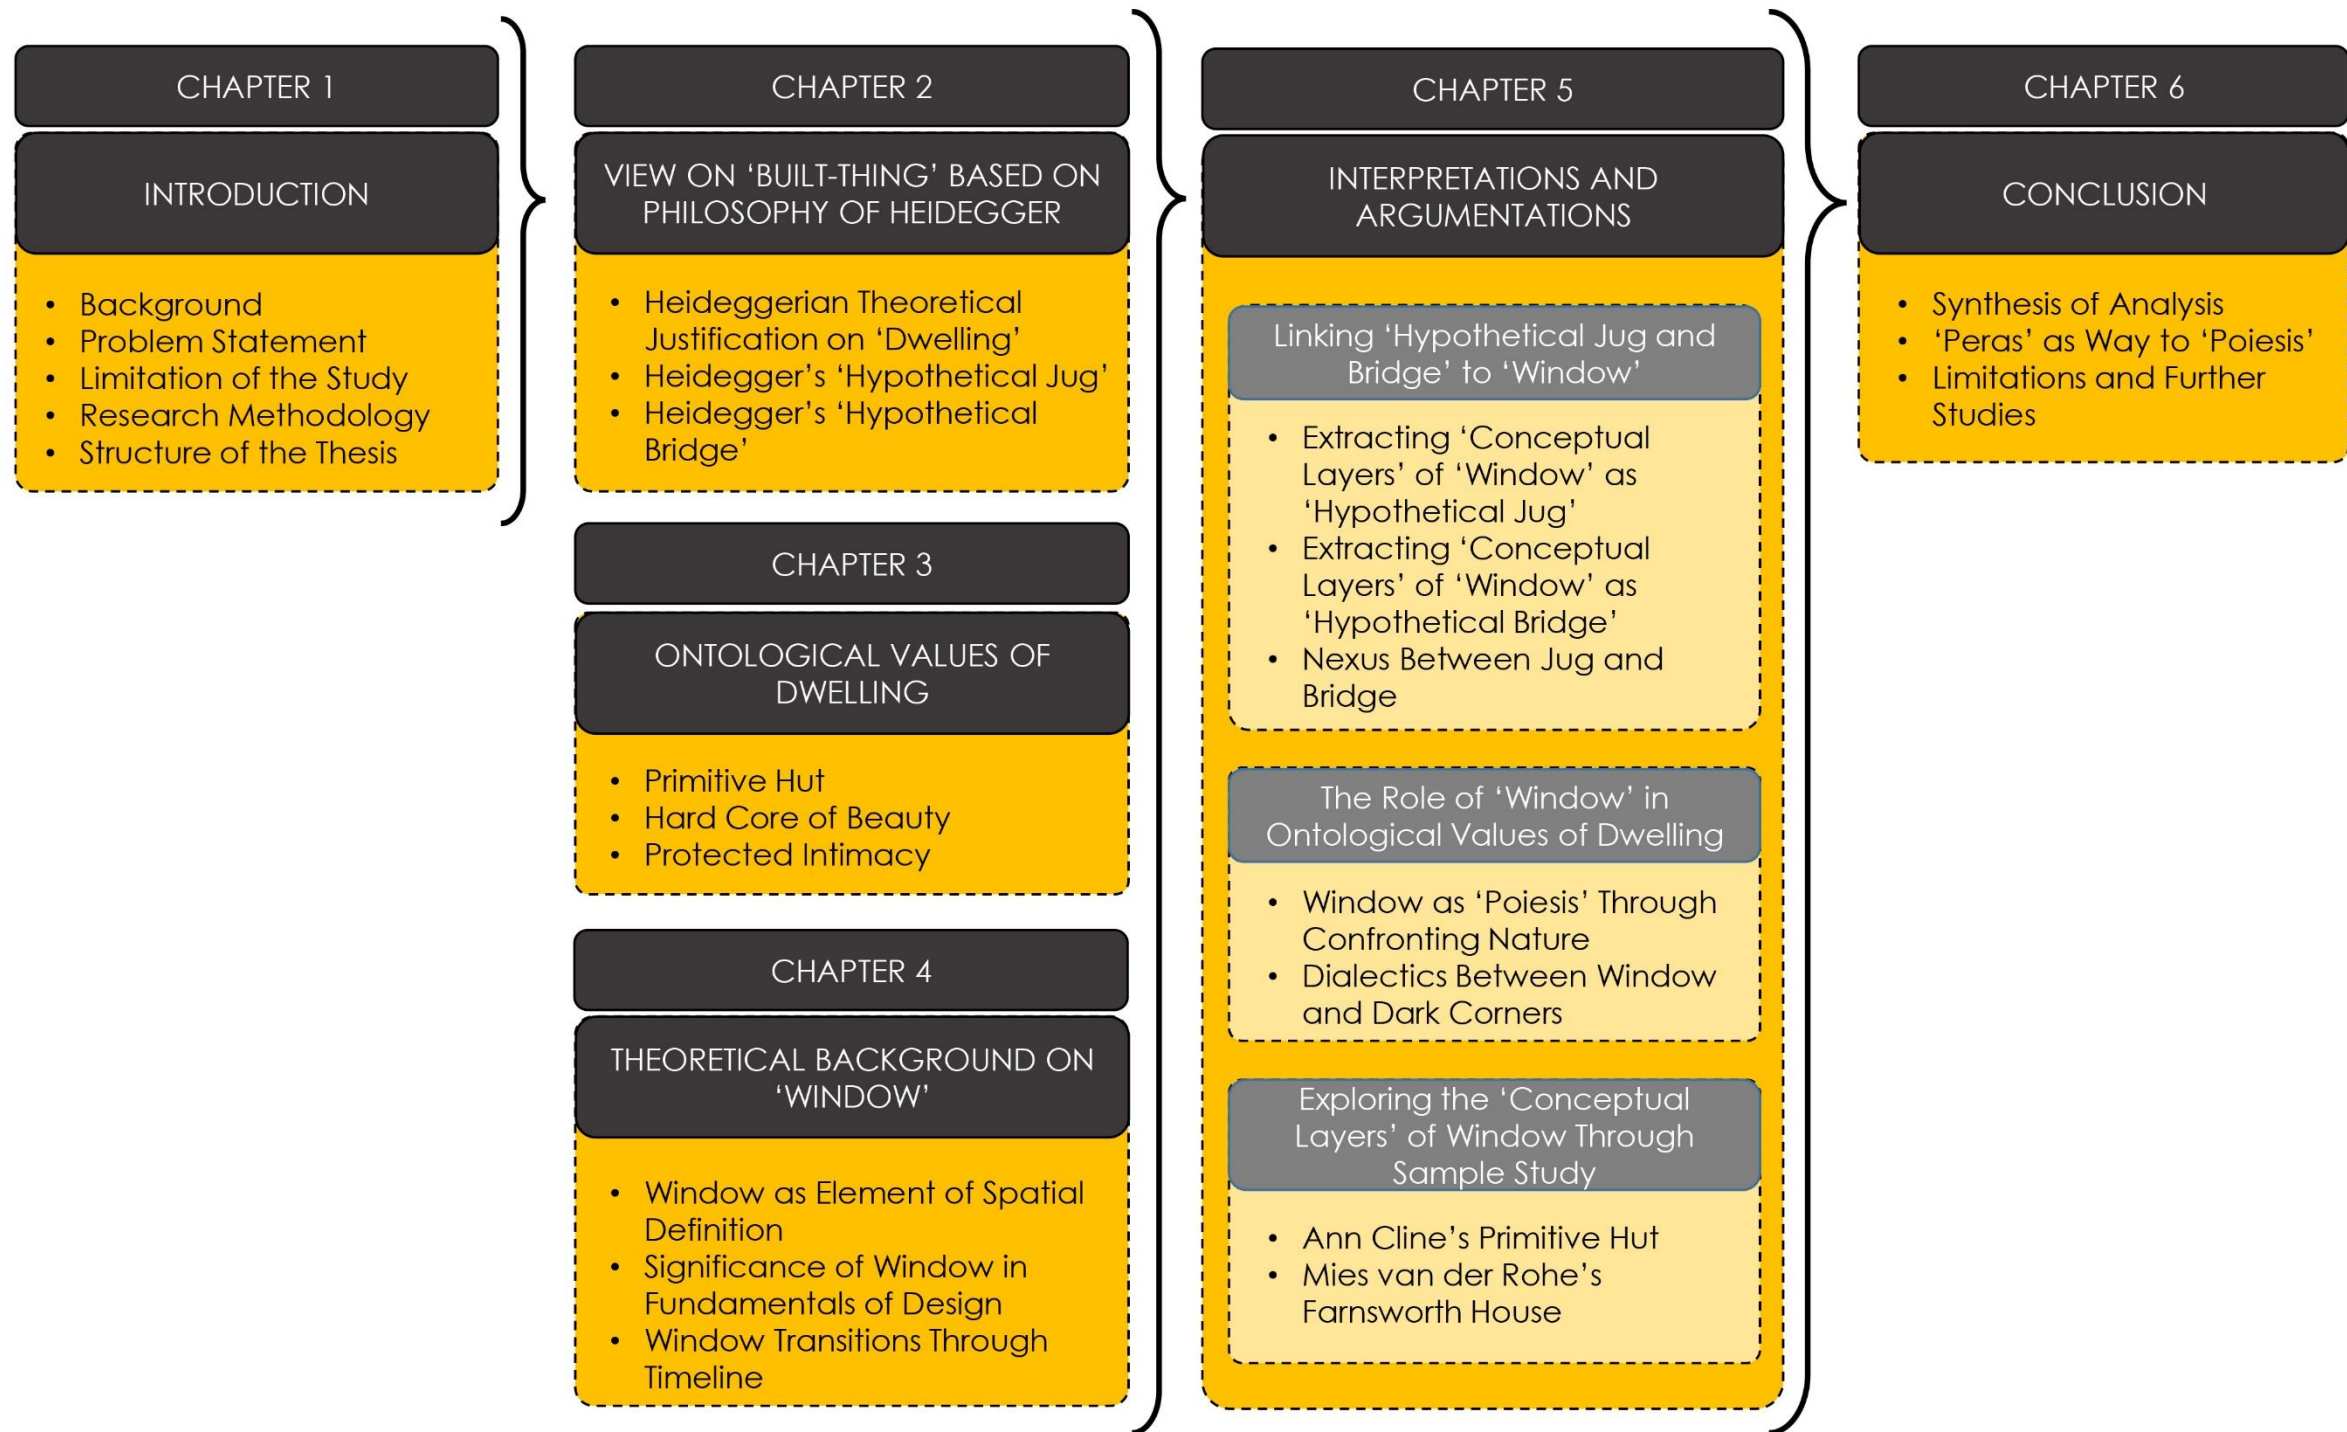 CHAPTER 1
INTRODUCTION
• Background
• Problem Statement
• Limitation of the Study
• Research Methodology
• Structure of the Thesis
CHAPTER 2
VIEW ON ‘BUILT-THING’ BASED ON
PHILOSOPHY OF HEIDEGGER
• Heideggerian Theoretical
Justification on ‘Dwelling’
• Heidegger’s ‘Hypothetical Jug’
• Heidegger’s ‘Hypothetical
Bridge’
CHAPTER 3
ONTOLOGICAL VALUES OF
DWELLING
• Primitive Hut
• Hard Core of Beauty
• Protected Intimacy
CHAPTER 4
THEORETICAL BACKGROUND ON
‘WINDOW’
• Window as Element of Spatial
Definition
• Significance of Window in
Fundamentals of Design
• Window Transitions Through
Timeline
CHAPTER 5
INTERPRETATIONS AND
ARGUMENTATIONS
Linking ‘Hypothetical Jug and
Bridge’ to ‘Window’
• Extracting ‘Conceptual
Layers’ of ‘Window’ as
‘Hypothetical Jug’
• Extracting ‘Conceptual
Layers’ of ‘Window’ as
‘Hypothetical Bridge’
• Nexus Between Jug and
Bridge
The Role of ‘Window’ in
Ontological Values of Dwelling
• Window as ‘Poiesis’ Through
Confronting Nature
• Dialectics Between Window
and Dark Corners
Exploring the ‘Conceptual
Layers’ of Window Through
Sample Study
• Ann Cline’s Primitive Hut
• Mies van der Rohe’s
Farnsworth House
CHAPTER 6
CONCLUSION
• Synthesis of Analysis
• ‘Peras’ as Way to ‘Poiesis’
• Limitations and Further
Studies